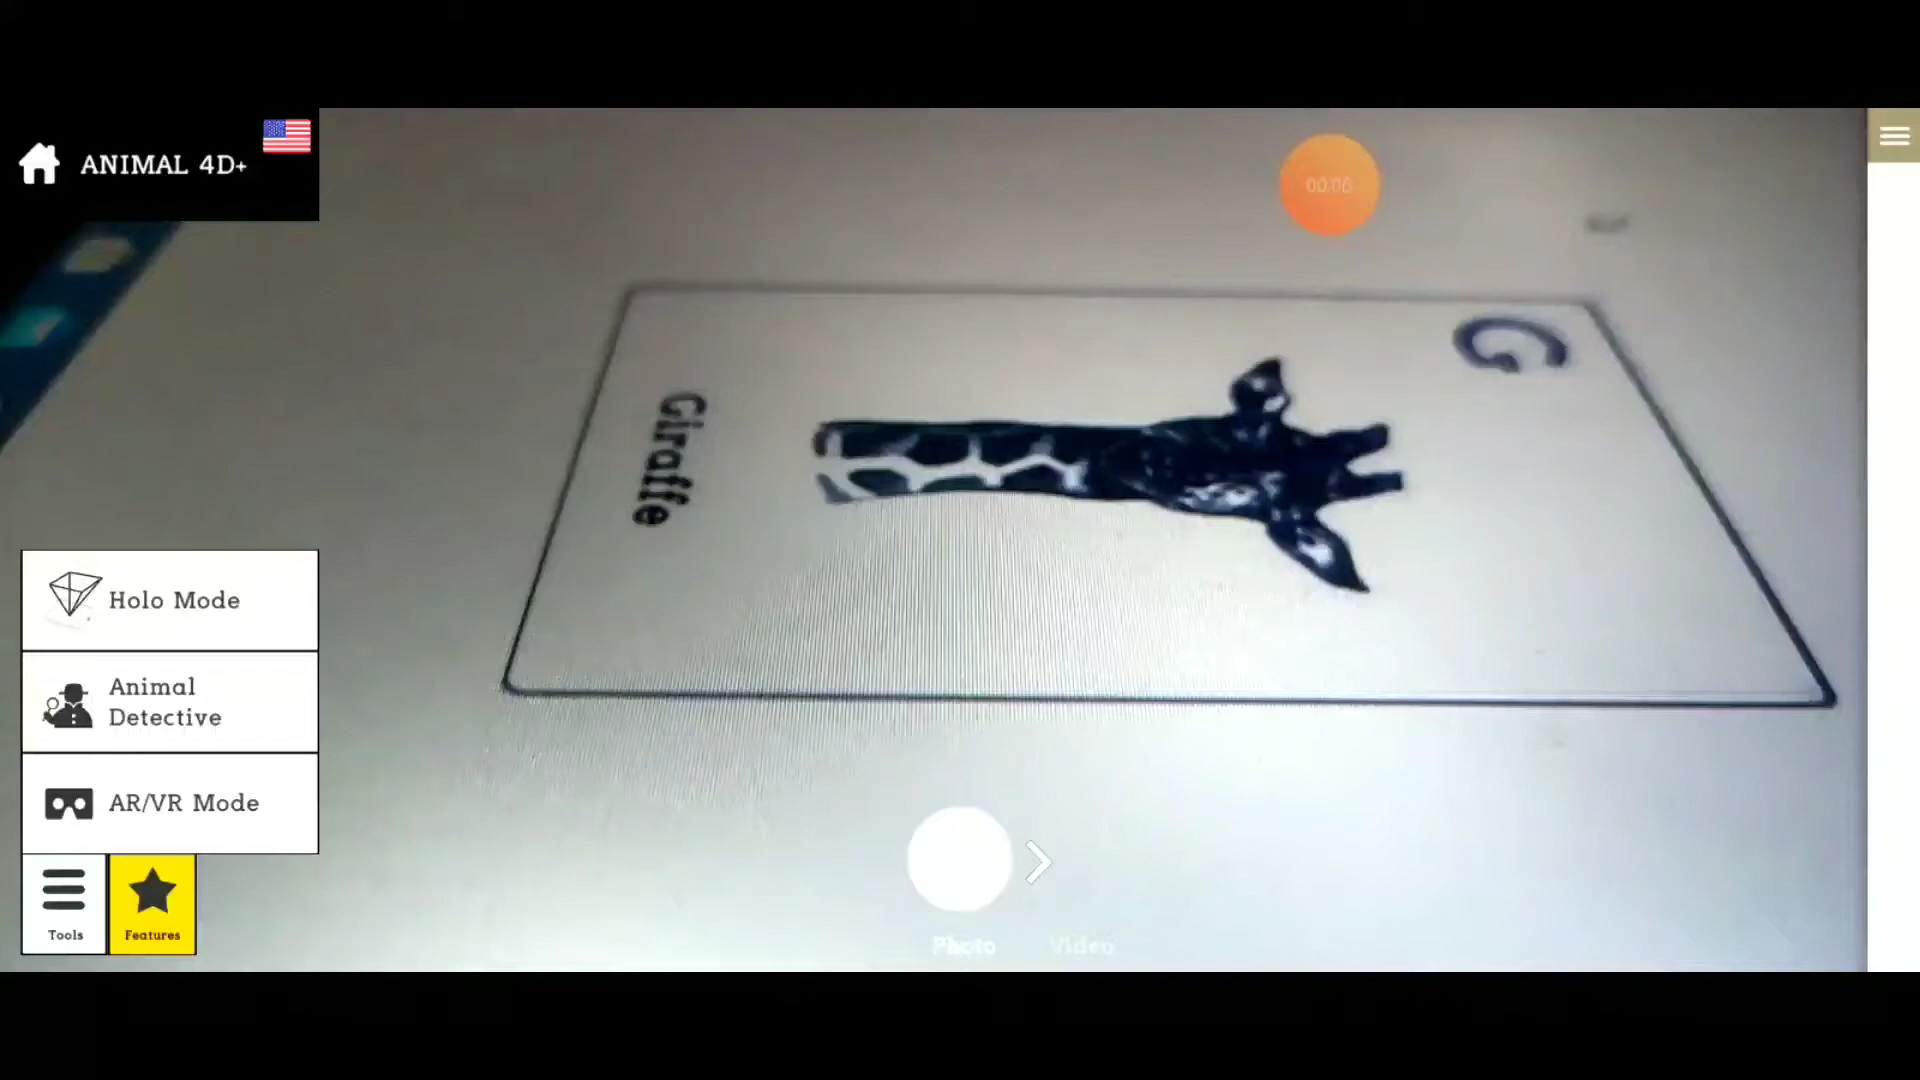 ANIMAL 4D+
00:06
G
Giraffe
Holo Mode
Animal
Detective
AR/VR Mode
Tools
Features
Photo
Video